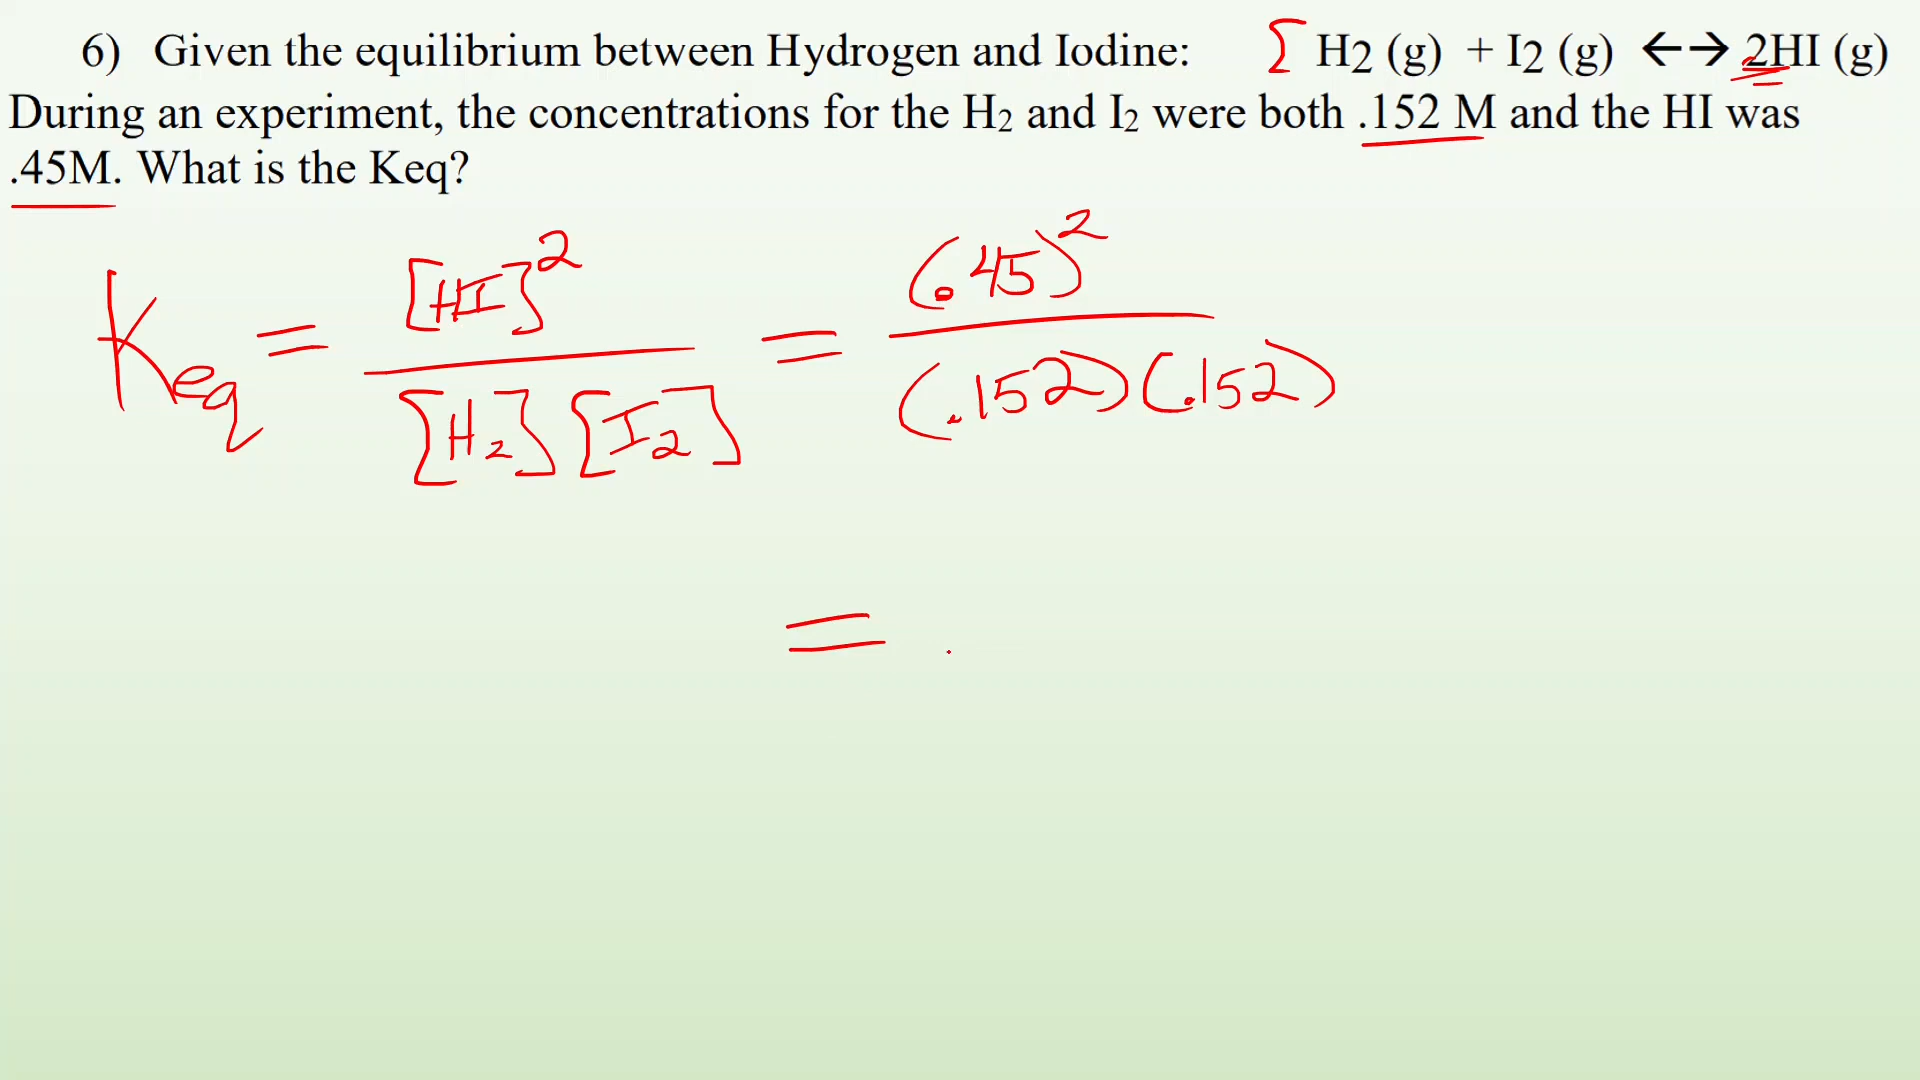 6) Given the equilibrium between Hydrogen and Iodine: [ H2 (g) + I2 (g) ←→ 2HI (g)
During an experiment, the concentrations for the H2 and I2 were both .152 M and the HI was
.45M. What is the Keq?
Keq = [HI]² / [H2][I2] = (.45)² / (.152)(.152)
= .